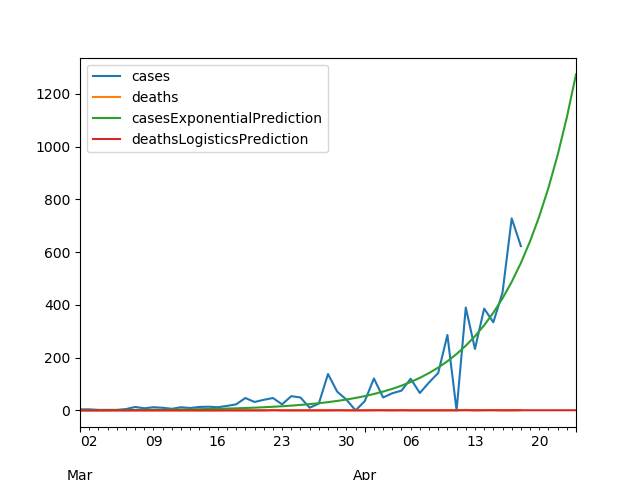 cases
deaths
casesExponentialPrediction
deathsLogisticsPrediction
1200
1000
800
600
400
200
0
02 09 16 23 30 06 13 20
Mar Apr